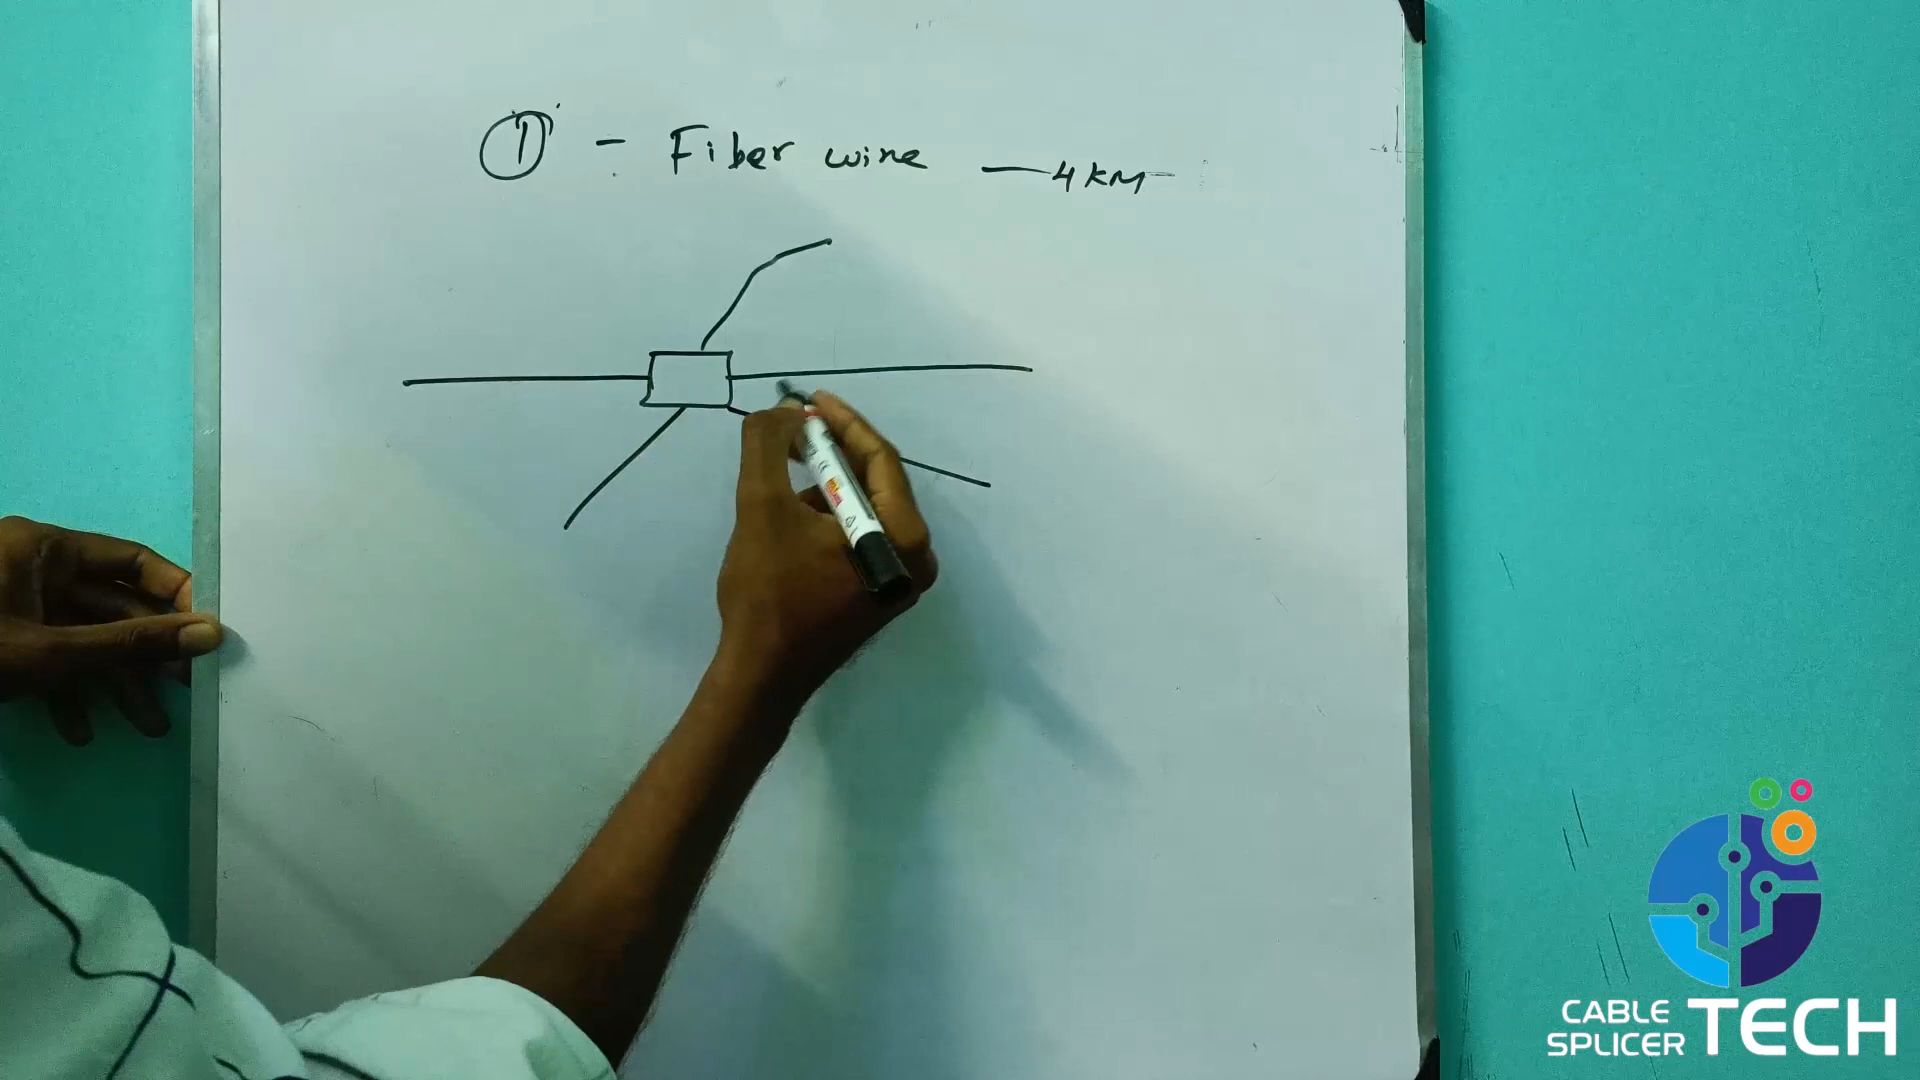 ① - Fiber wire — 4 KM
CABLE
SPLICER TECH